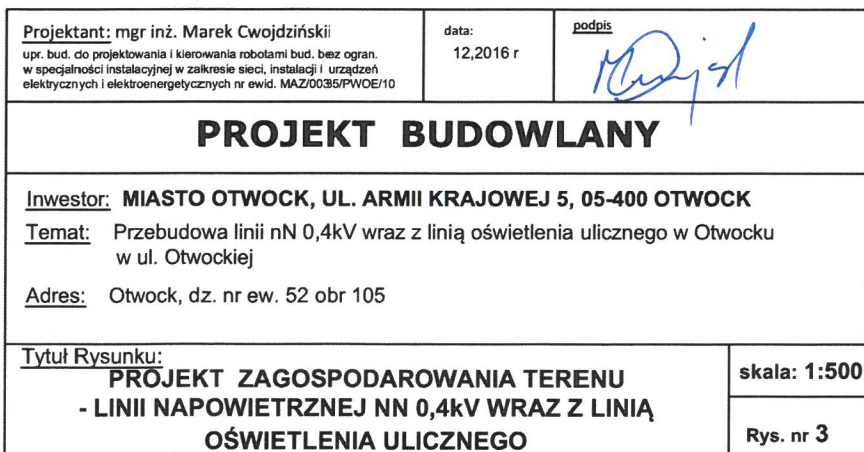 Projektant: mgr inż. Marek Cwojdziński
upr. bud. do projektowania i kierowania robotami bud. bez ogran.
w specjalności instalacyjnej w zakresie sieci, instalacji i urządzeń
elektrycznych i elektroenergetycznych nr ewid. MAZ/0035/PWOE/10
data:
12,2016 r
podpis
PROJEKT BUDOWLANY
Inwestor: MIASTO OTWOCK, UL. ARMII KRAJOWEJ 5, 05-400 OTWOCK
Temat: Przebudowa linii nN 0,4kV wraz z linią oświetlenia ulicznego w Otwocku
w ul. Otwockiej
Adres: Otwock, dz. nr ew. 52 obr 105
Tytuł Rysunku:
PROJEKT ZAGOSPODAROWANIA TERENU
- LINII NAPOWIETRZNEJ NN 0,4kV WRAZ Z LINIĄ
OŚWIETLENIA ULICZNEGO
skala: 1:500
Rys. nr 3